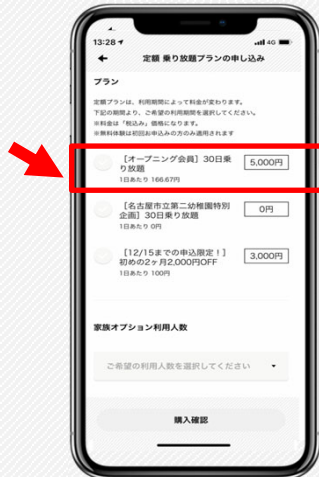 13:28
4G
定額 乗り放題プランの申し込み
プラン
定額プランは、利用期間によって料金が変わります。
下記の期間より、ご希望の利用期間を選択してください。
※料金は「税込み」価格になります。
※無料体験は初回お申込みの方のみ適用されます
［オープニング会員］30日乗り放題
5,000円
1日あたり 166.67円
［名古屋市立第二幼稚園特別企画］30日乗り放題
0円
1日あたり 0円
［12/15までの申込限定！］初めの2ヶ月2,000円OFF
3,000円
1日あたり 100円
家族オプション利用人数
ご希望の利用人数を選択してください
購入確認